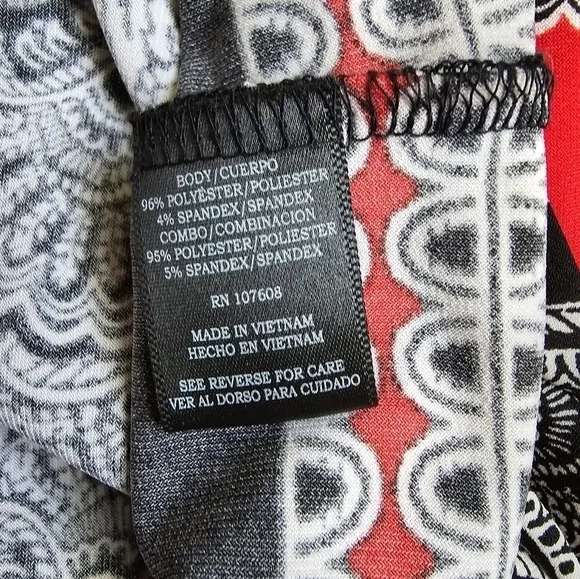 BODY/CUERPO
96% POLYESTER/POLIESTER
4% SPANDEX/SPANDEX
COMBO/COMBINACION
95% POLYESTER/POLIESTER
5% SPANDEX/SPANDEX
RN 107608
MADE IN VIETNAM
HECHO EN VIETNAM
SEE REVERSE FOR CARE
VER AL DORSO PARA CUIDADO